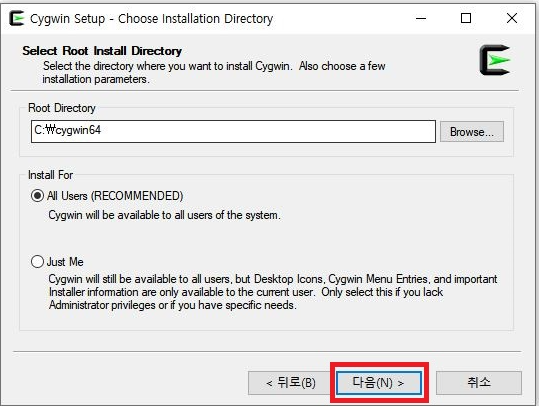 Cygwin Setup - Choose Installation Directory
Select Root Install Directory
Select the directory where you want to install Cygwin. Also choose a few
installation parameters.
Root Directory
C:₩cygwin64
Browse...
Install For
All Users (RECOMMENDED)
Cygwin will be available to all users of the system.
Just Me
Cygwin will still be available to all users, but Desktop Icons, Cygwin Menu Entries, and important
Installer information are only available to the current user. Only select this if you lack
Administrator privileges or if you have specific needs.
< 뒤로(B)
다음(N) >
취소